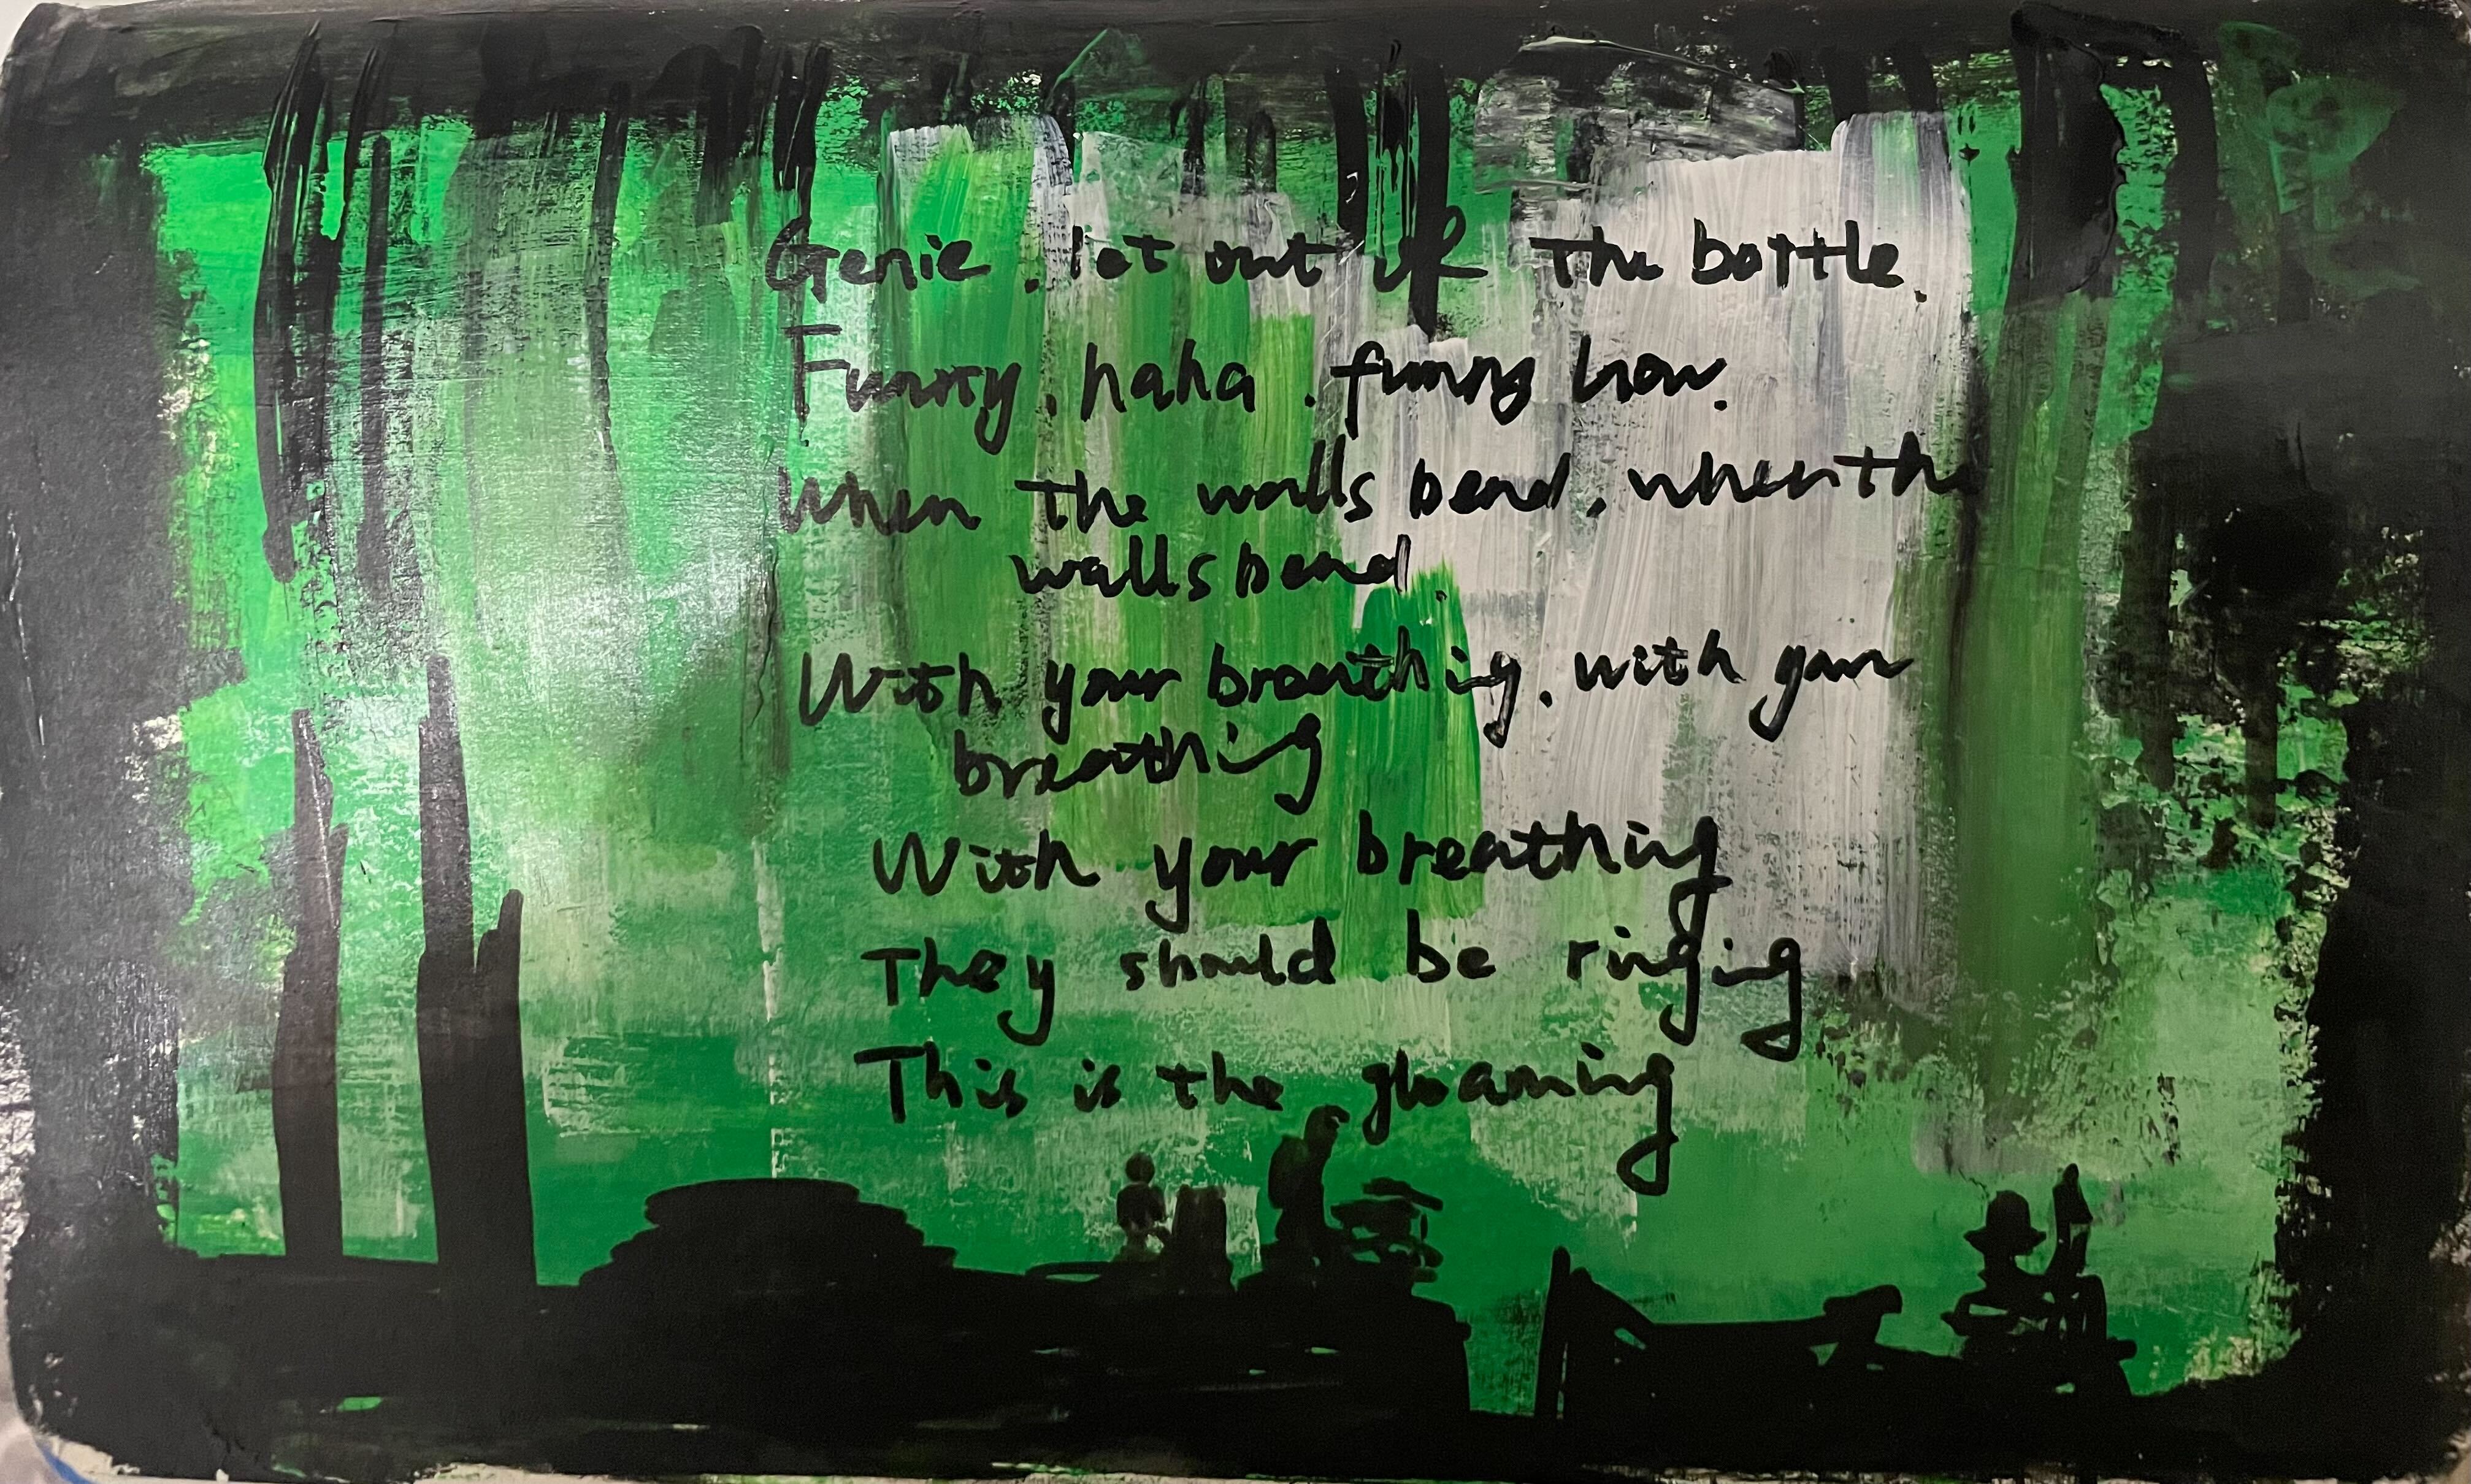 Genie. let out of the bottle.
Funny. haha. funny how.
When the walls bend. when the
walls bend.
With your breathing. with your
breathing
With your breathing
They should be ringing
This is the gloaming